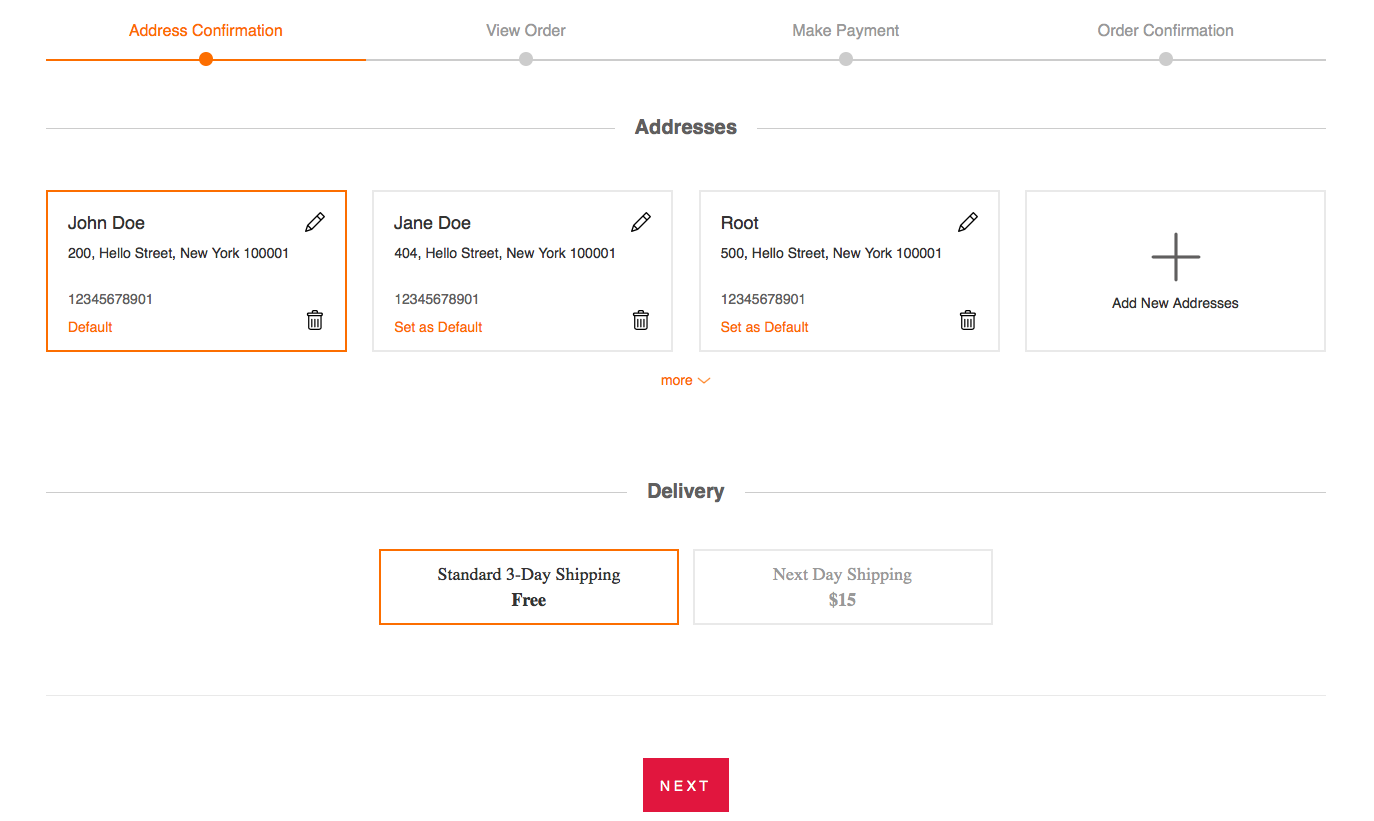 Address Confirmation
View Order
Make Payment
Order Confirmation
Addresses
John Doe
200, Hello Street, New York 100001
12345678901
Default
Jane Doe
404, Hello Street, New York 100001
12345678901
Set as Default
Root
500, Hello Street, New York 100001
12345678901
Set as Default
Add New Addresses
more
Delivery
Standard 3-Day Shipping
Free
Next Day Shipping
$15
NEXT